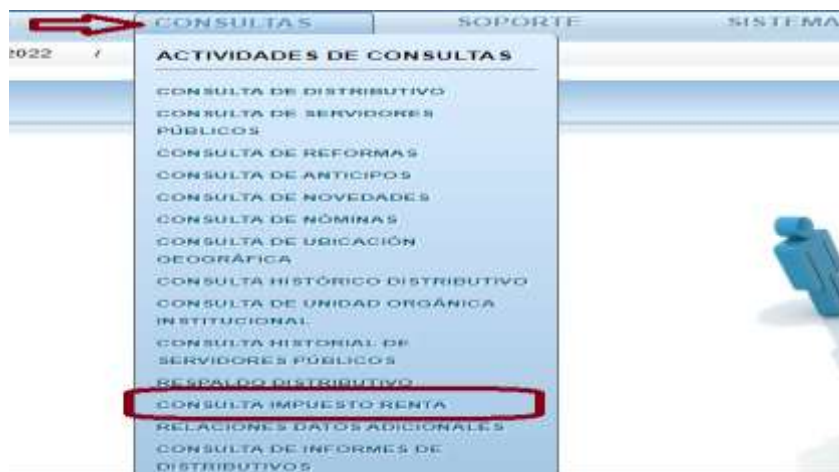 CONSULTAS SOPORTE SISTEMA
2022 /
ACTIVIDADES DE CONSULTAS
CONSULTA DE DISTRIBUTIVO
CONSULTA DE SERVIDORES
PÚBLICOS
CONSULTA DE REFORMAS
CONSULTA DE ANTICIPOS
CONSULTA DE NOVEDADES
CONSULTA DE NÓMINAS
CONSULTA DE UBICACIÓN
GEOGRÁFICA
CONSULTA HISTÓRICO DISTRIBUTIVO
CONSULTA DE UNIDAD ORGÁNICA
INSTITUCIONAL
CONSULTA HISTORIAL DE
SERVIDORES PÚBLICOS
RESPALDO DISTRIBUTIVO
CONSULTA IMPUESTO RENTA
RELACIONES DATOS ADICIONALES
CONSULTA DE INFORMES DE
DISTRIBUTIVOS